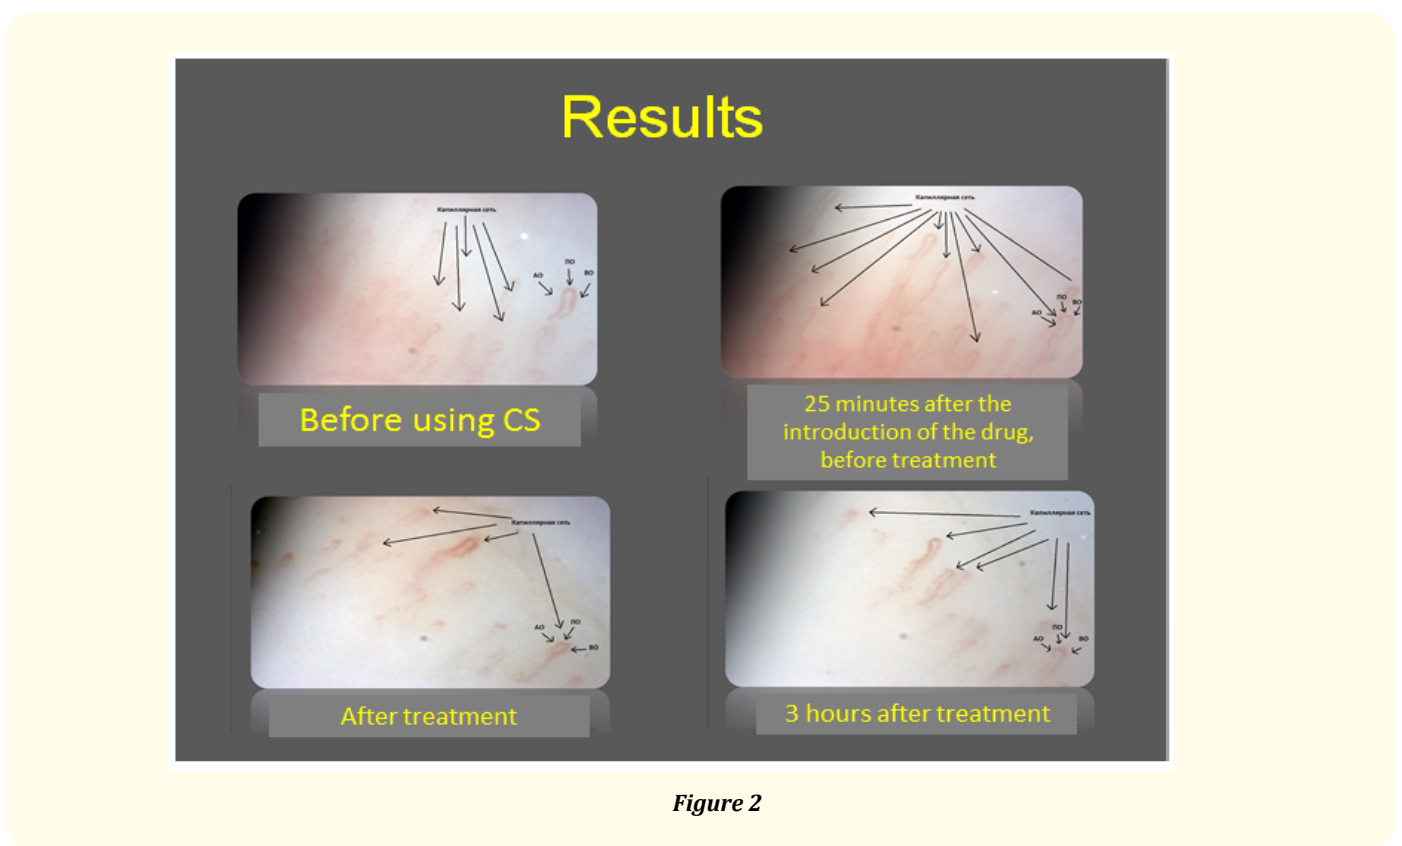 Results
Капиллярная сеть
АО
ПО
ВО
Before using CS
Капиллярная сеть
АО
ПО
ВО
25 minutes after the
introduction of the drug,
before treatment
Капиллярная сеть
АО
ПО
ВО
After treatment
Капиллярная сеть
АО
ПО
ВО
3 hours after treatment
Figure 2